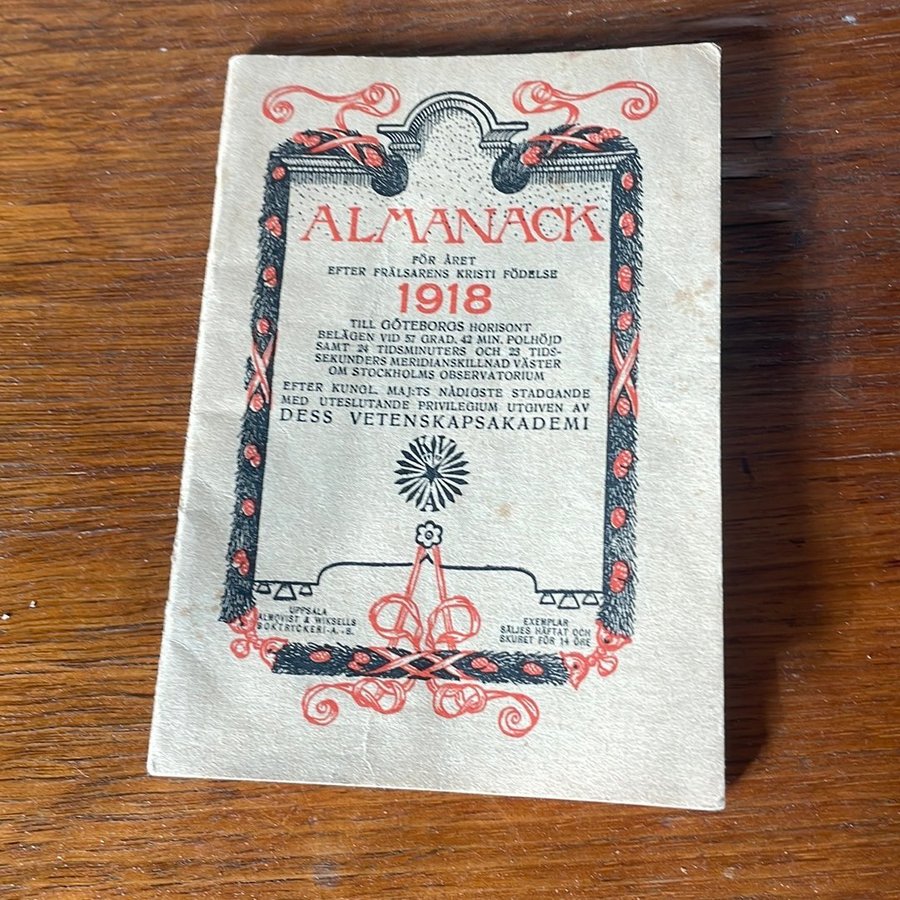 ALMANACK
FÖR ÅRET
EFTER FRÄLSARENS KRISTI FÖDELSE
1918
TILL GÖTEBORGS HORISONT
BELÄGEN VID 57 GRAD. 42 MIN. POLHÖJD
SAMT 24 TIDSMINUTERS OCH 23 TIDS-
SEKUNDERS MERIDIANSKILLNAD VÄSTER
OM STOCKHOLMS OBSERVATORIUM
EFTER KUNGL. MAJ:TS NÅDIGSTE STADGANDE
MED UTESLUTANDE PRIVILEGIUM UTGIVEN AV
DESS VETENSKAPSAKADEMI
K V
A
UPPSALA
ALMQVIST & WIKSELLS
BOKTRYCKERI-A.-B.
EXEMPLAR
SÄLJES HÄFTAT OCH
SKURET FÖR 14 ÖRE